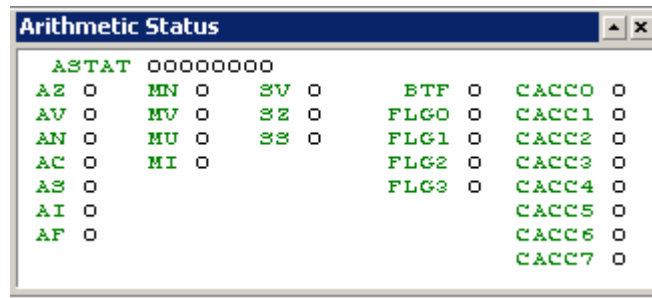 Arithmetic Status
ASTAT 00000000
AZ 0 MN 0 SV 0 BTF 0 CACC0 0
AV 0 MV 0 SZ 0 FLG0 0 CACC1 0
AN 0 MU 0 SS 0 FLG1 0 CACC2 0
AC 0 MI 0 FLG2 0 CACC3 0
AS 0 FLG3 0 CACC4 0
AI 0 CACC5 0
AF 0 CACC6 0
CACC7 0